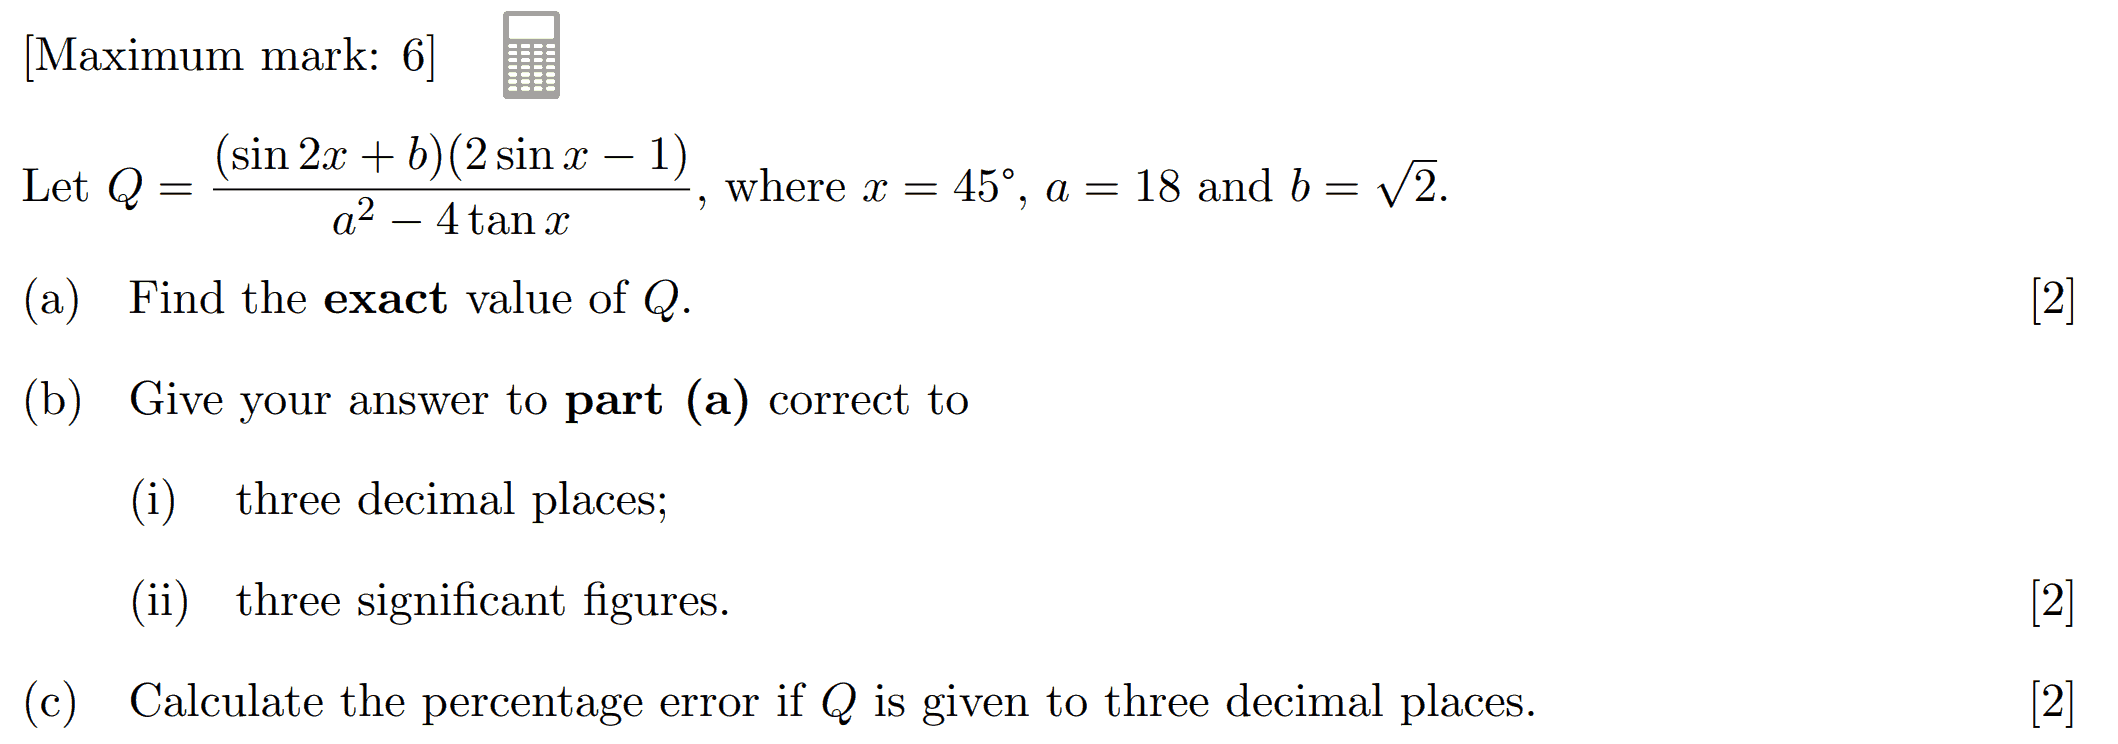 [Maximum mark: 6]
Let Q = \frac{(\sin 2x + b)(2 \sin x − 1)}{a^2 − 4 \tan x}, where x = 45°, a = 18 and b = √2.
(a) Find the exact value of Q. [2]
(b) Give your answer to part (a) correct to
(i) three decimal places;
(ii) three significant figures. [2]
(c) Calculate the percentage error if Q is given to three decimal places. [2]